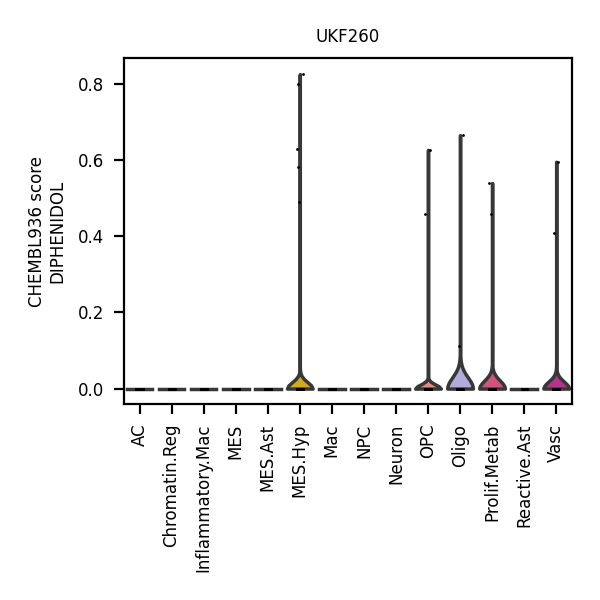 UKF260
CHEMBL936 score
DIPHENIDOL
0.8
0.6
0.4
0.2
0.0
AC
Chromatin.Reg
Inflammatory.Mac
MES
MES.Ast
MES.Hyp
Mac
NPC
Neuron
OPC
Oligo
Prolif.Metab
Reactive.Ast
Vasc